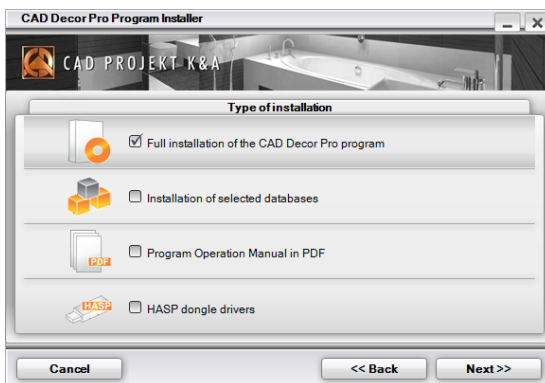 CAD Decor Pro Program Installer
CAD PROJEKT K&A
Type of installation
Full installation of the CAD Decor Pro program
Installation of selected databases
PDF
Program Operation Manual in PDF
HASP
HASP dongle drivers
Cancel
<< Back
Next >>